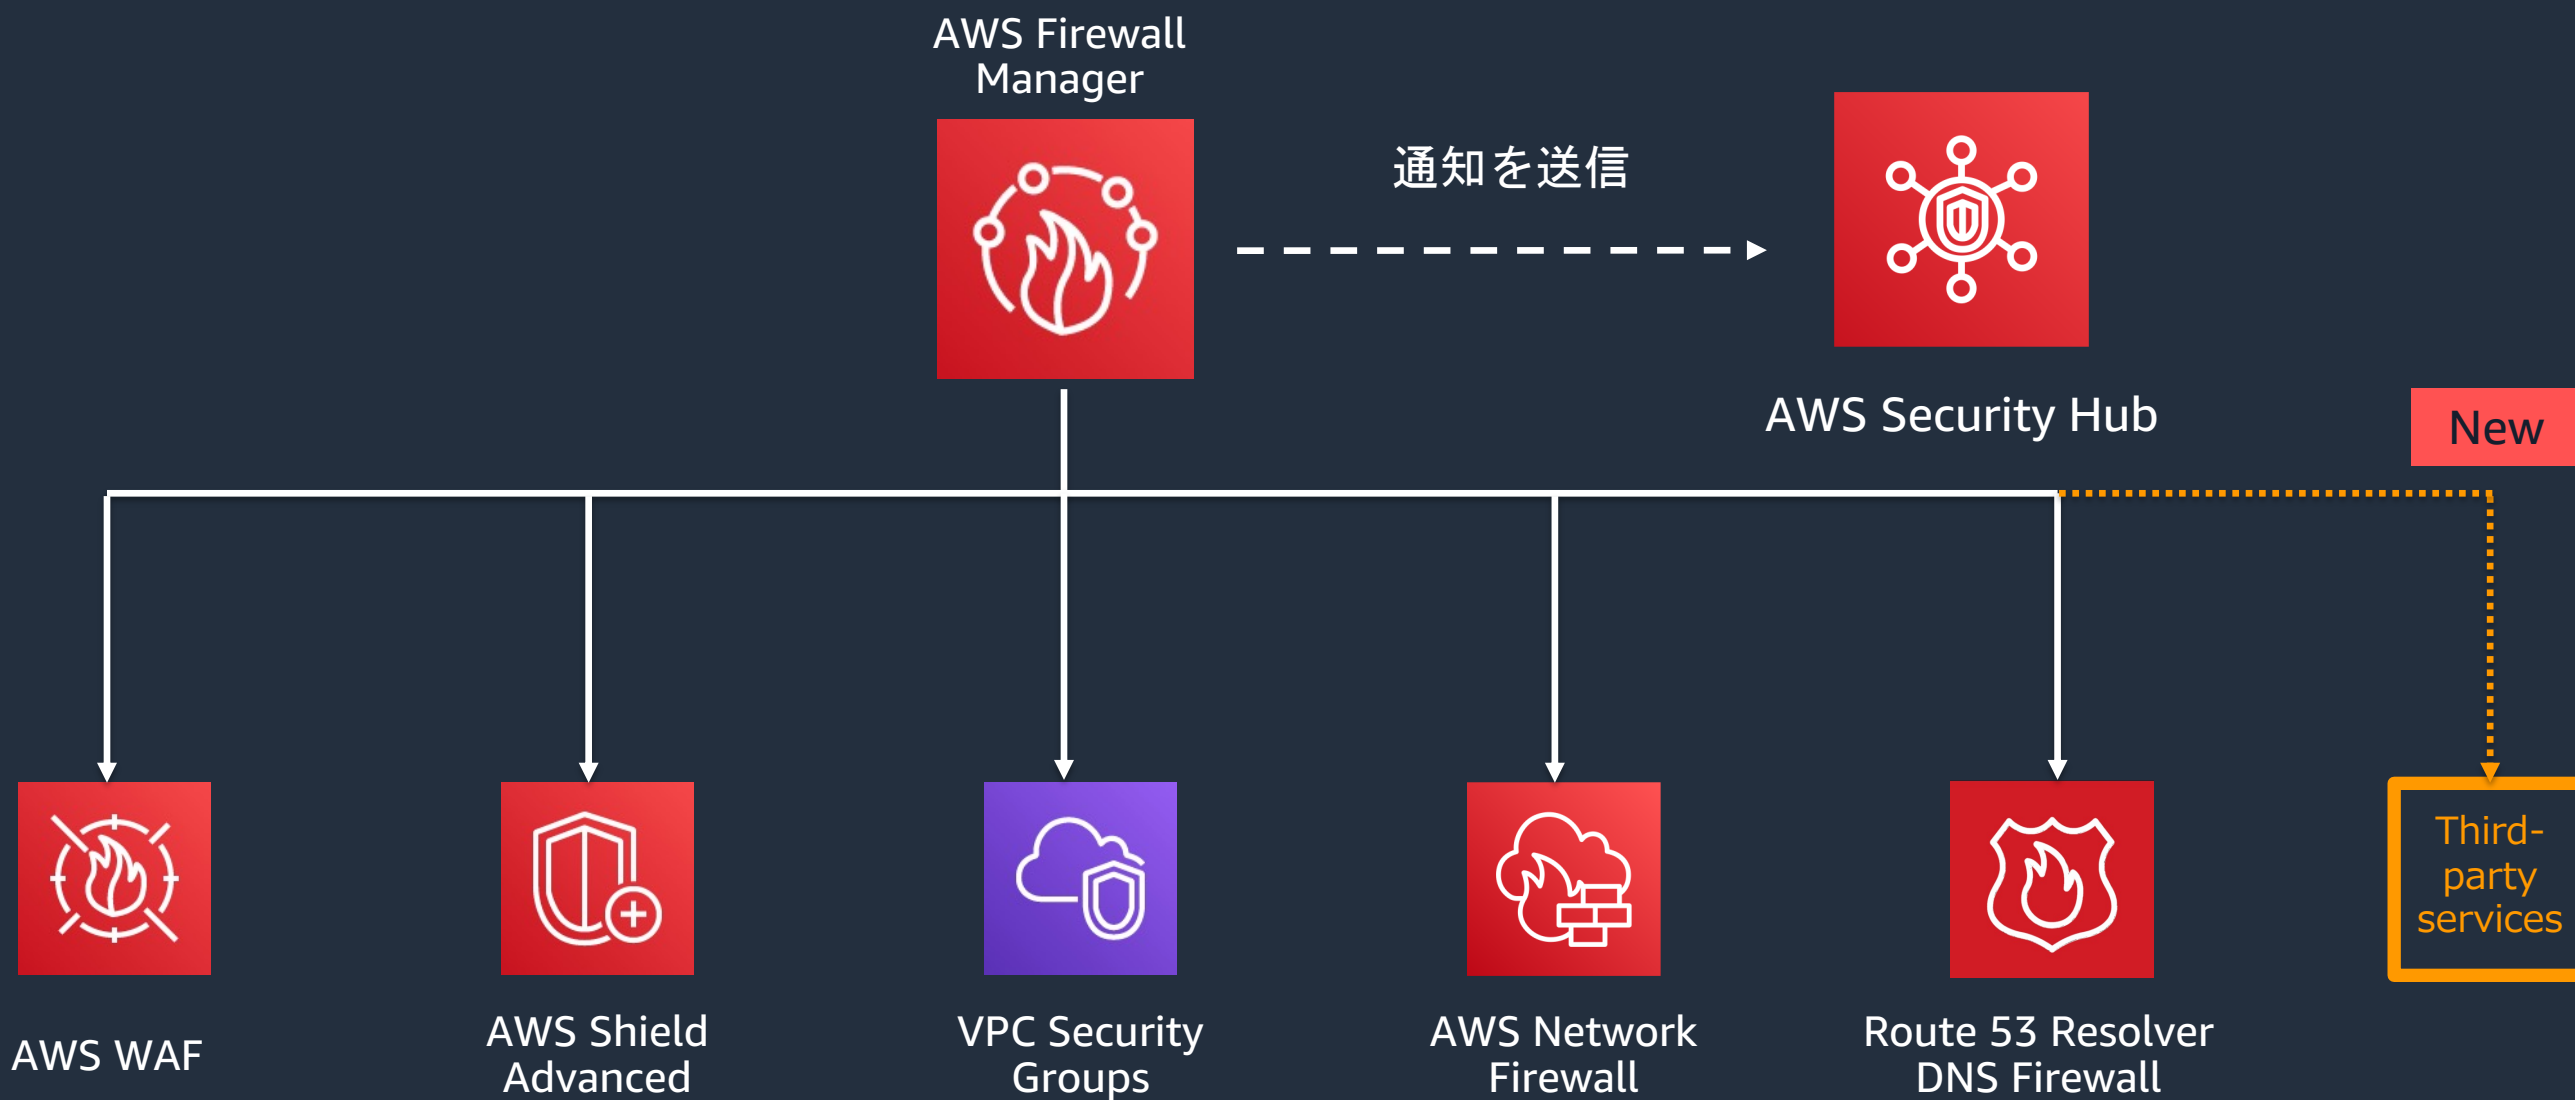 AWS Firewall
Manager
通知を送信
AWS Security Hub
New
Third-
party
services
AWS WAF
AWS Shield
Advanced
VPC Security
Groups
AWS Network
Firewall
Route 53 Resolver
DNS Firewall